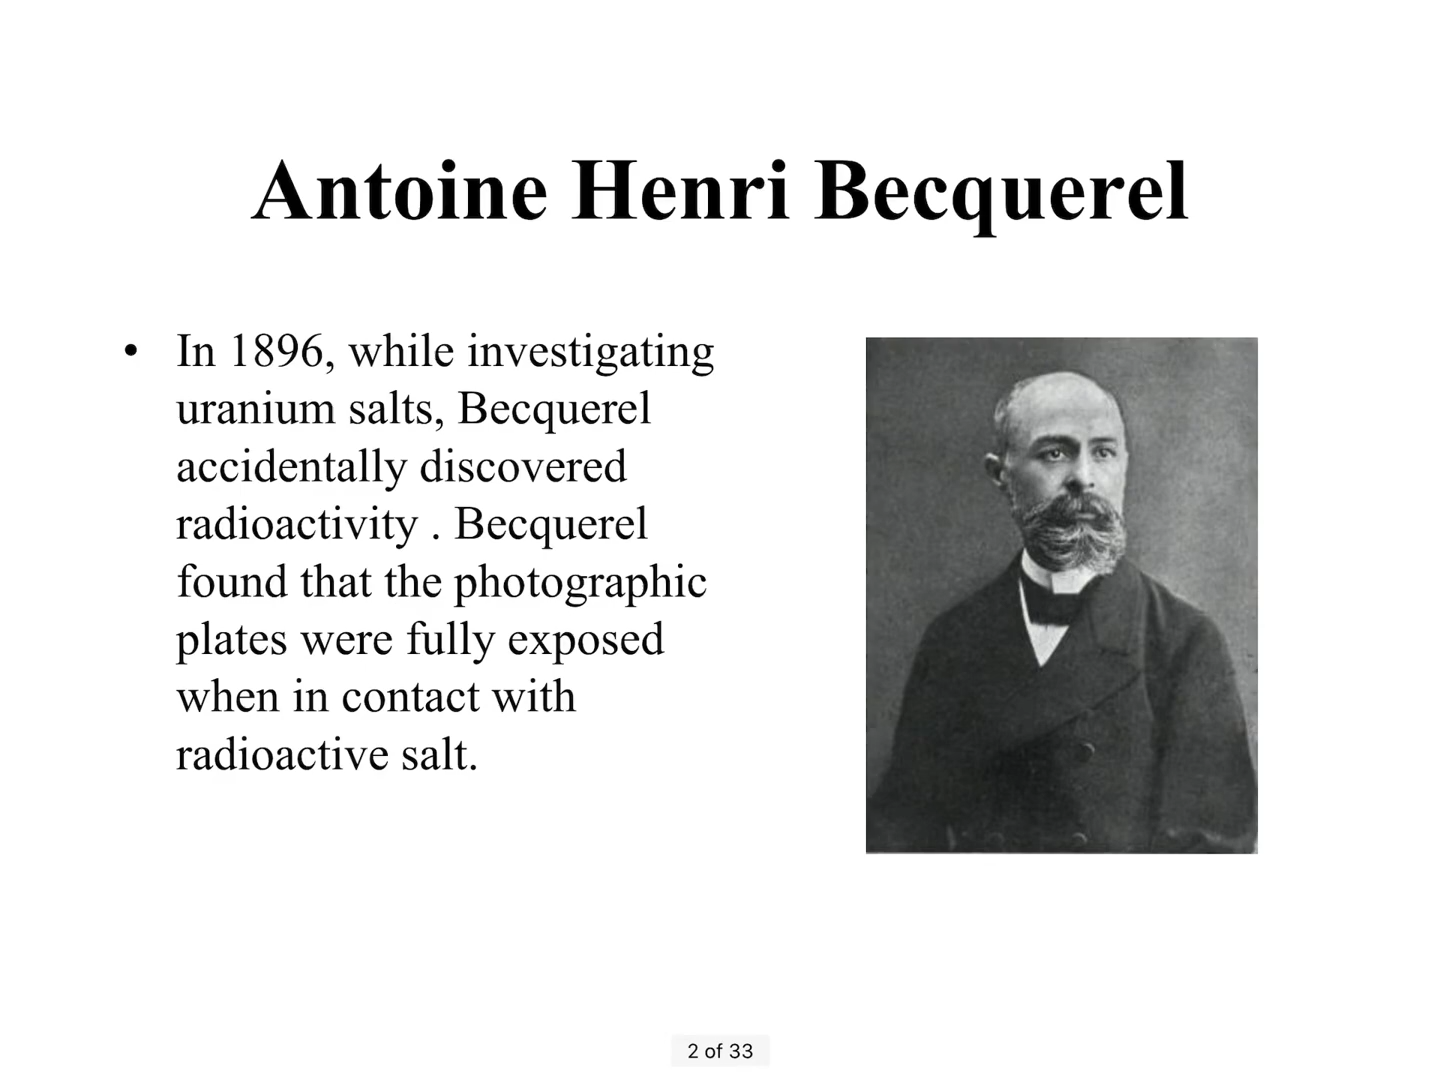 Antoine Henri Becquerel
• In 1896, while investigating
uranium salts, Becquerel
accidentally discovered
radioactivity . Becquerel
found that the photographic
plates were fully exposed
when in contact with
radioactive salt.
2 of 33